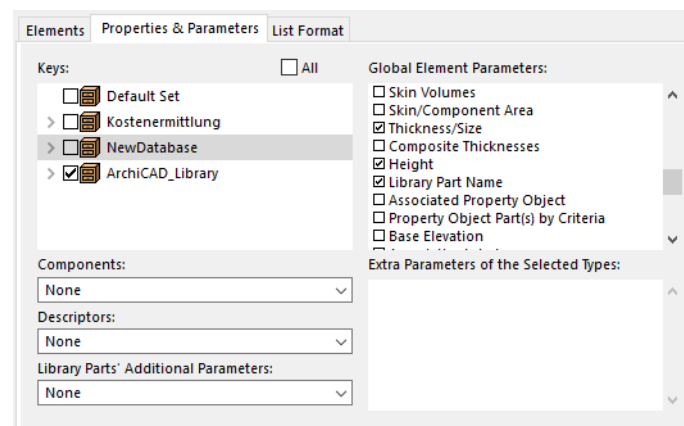 Elements Properties & Parameters List Format
Keys: All
Default Set
Kostenermittlung
NewDatabase
ArchiCAD_Library
Global Element Parameters:
Skin Volumes
Skin/Component Area
Thickness/Size
Composite Thicknesses
Height
Library Part Name
Associated Property Object
Property Object Part(s) by Criteria
Base Elevation
Components:
None
Descriptors:
None
Library Parts' Additional Parameters:
None
Extra Parameters of the Selected Types: